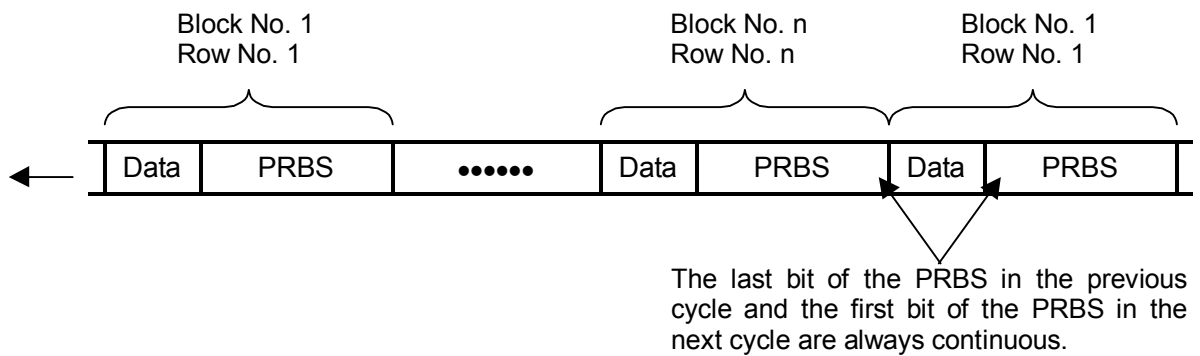 Block No. 1
Row No. 1
Block No. n
Row No. n
Block No. 1
Row No. 1
Data PRBS •••••• Data PRBS Data PRBS
The last bit of the PRBS in the previous
cycle and the first bit of the PRBS in the
next cycle are always continuous.